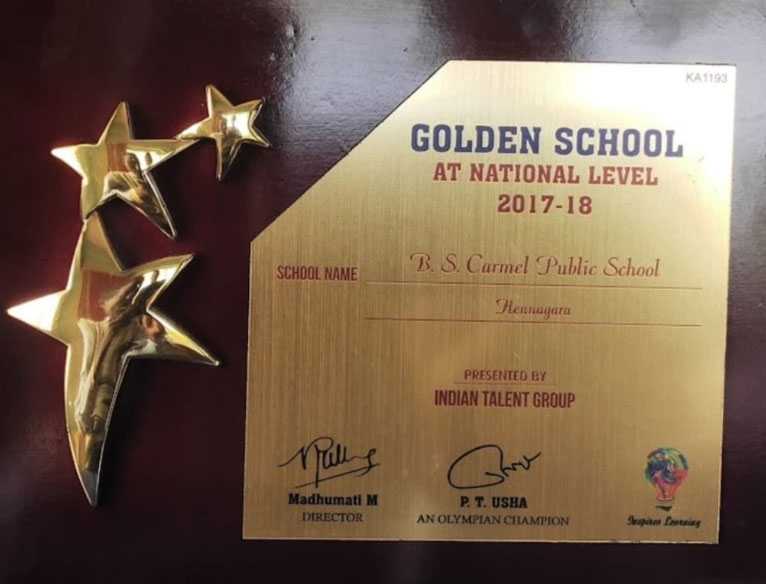 KA1193
GOLDEN SCHOOL
AT NATIONAL LEVEL
2017-18
SCHOOL NAME B. S. Carmel Public School
Hennagara
PRESENTED BY
INDIAN TALENT GROUP
Madhumati M
DIRECTOR
P. T. USHA
AN OLYMPIAN CHAMPION
Inspires Learning